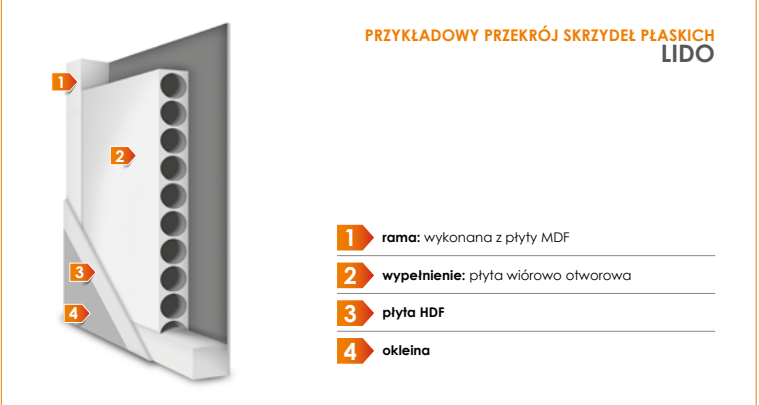 PRZYKŁADOWY PRZEKRÓJ SKRZYDEŁ PŁASKICH
LIDO
1
2
3
4
1 rama: wykonana z płyty MDF
2 wypełnienie: płyta wiórowo otworowa
3 płyta HDF
4 okleina